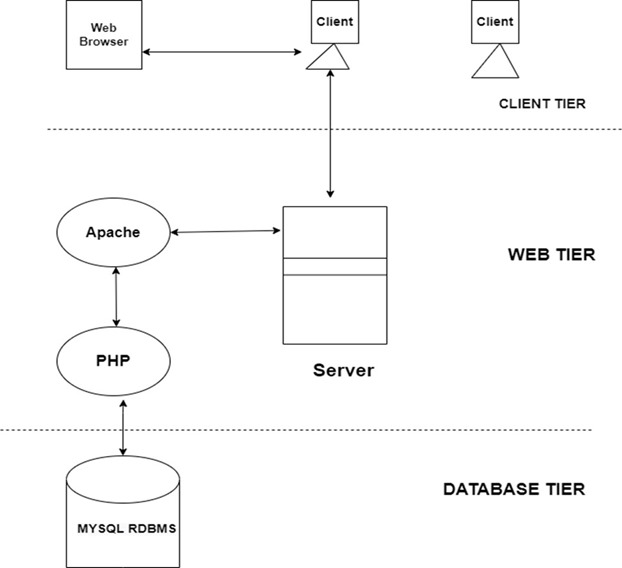 Web
Browser
Client
Client
CLIENT TIER
Apache
WEB TIER
PHP
Server
DATABASE TIER
MYSQL RDBMS